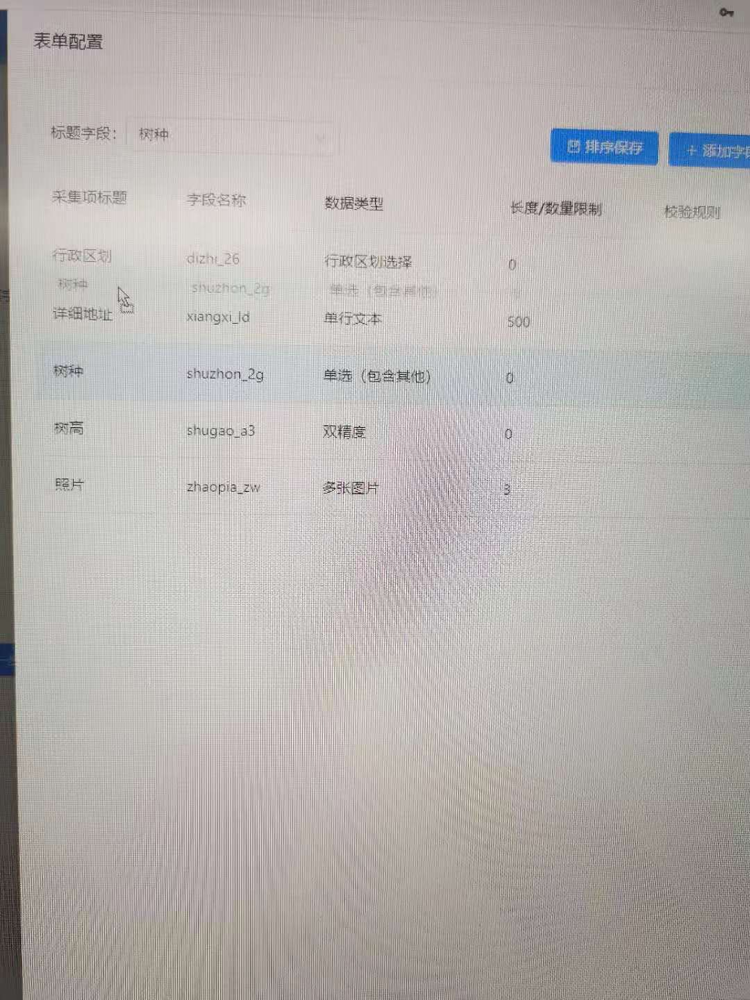 表单配置
标题字段： 树种
排序保存 + 添加字段
采集项标题 字段名称 数据类型 长度/数量限制 校验规则
行政区划 dizhi_26 行政区划选择 0
树种 shuzhon_2g 单选（包含其他）
详细地址 xiangxi_ld 单行文本 500
树种 shuzhon_2g 单选（包含其他） 0
树高 shugao_a3 双精度 0
照片 zhaopia_zw 多张图片 3